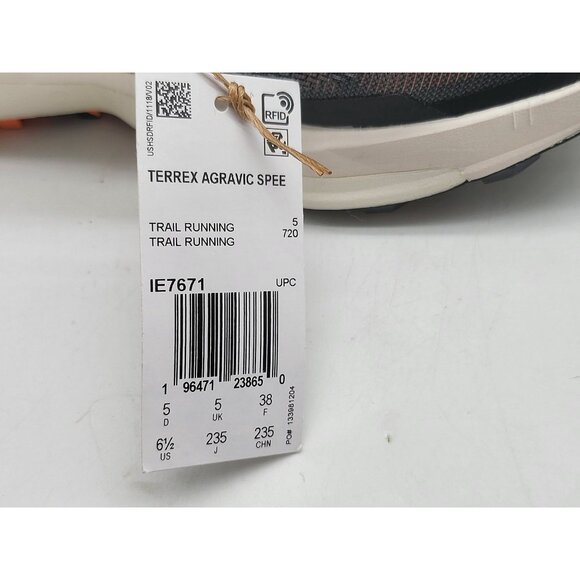 USHSDRFID/1118/V02
RFID
TERREX AGRAVIC SPEE
TRAIL RUNNING 5
TRAIL RUNNING 720
IE7671 UPC
1 96471 23865 0
5 5 38
D UK F
6½ 235 235
US J CHN
PO# 133981204